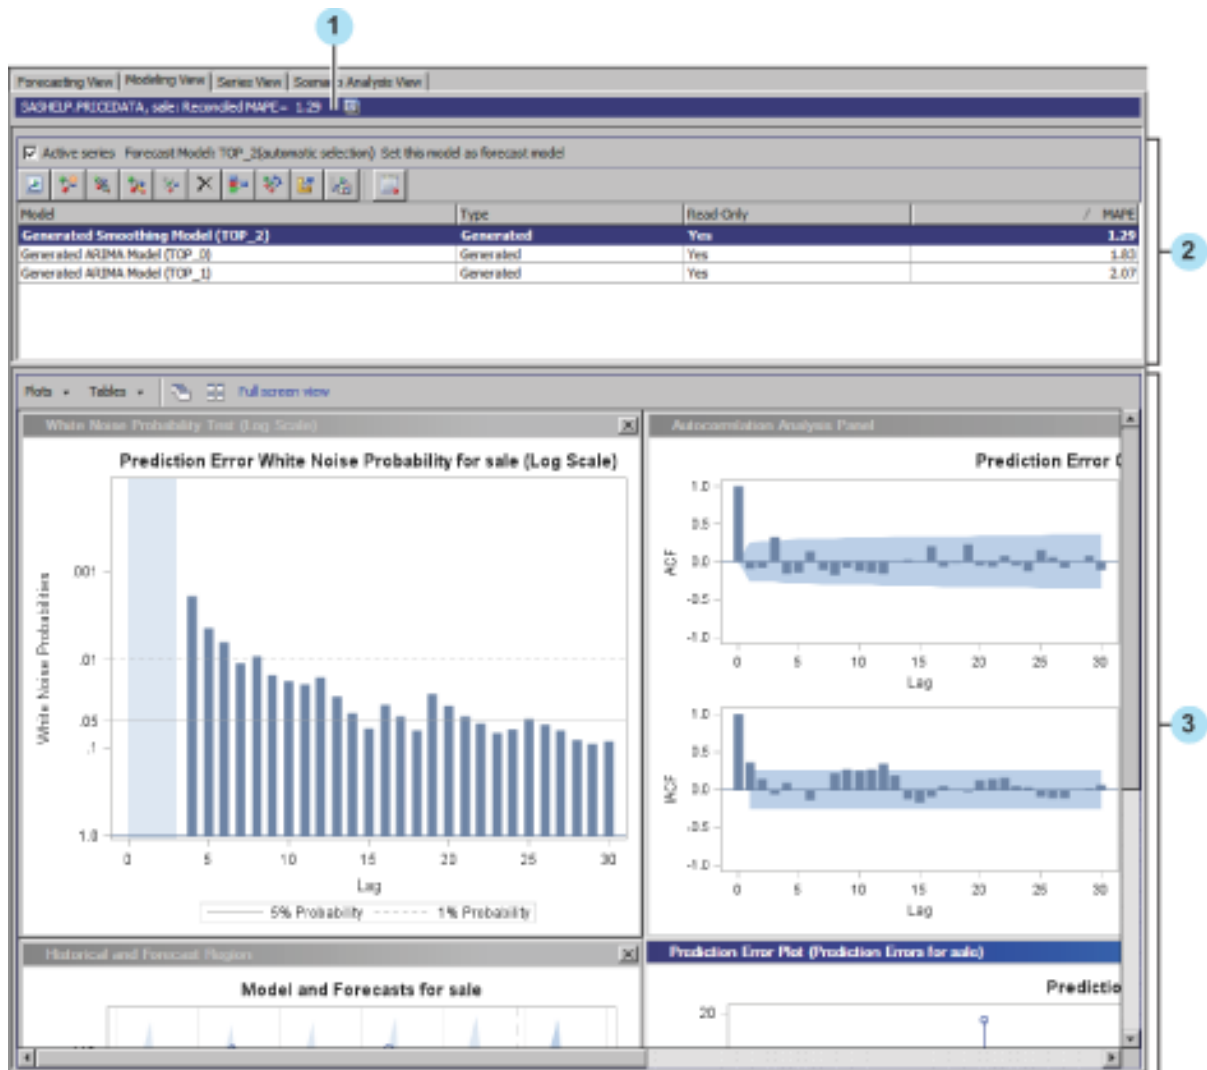 1
Forecasting View Modeling View Series View Scenario Analysis View
SASHELP.PRICEDATA, sale: Reconciled MAPE= 1.29
Active series Forecast Model: TOP_2(automatic selection) Set this model as forecast model
Model Type Read-Only / MAPE
Generated Smoothing Model (TOP_2) Generated Yes 1.29
Generated ARIMA Model (TOP_0) Generated Yes 1.83
Generated ARIMA Model (TOP_1) Generated Yes 2.07
2
Plots Tables Full screen view
White Noise Probability Test (Log Scale)
Prediction Error White Noise Probability for sale (Log Scale)
White Noise Probabilities
.001
.01
.05
.1
1.0
0 5 10 15 20 25 30
Lag
5% Probability 1% Probability
Autocorrelation Analysis Panel
Prediction Error C
ACF
1.0
0.5
0.0
-0.5
-1.0
0 5 10 15 20 25 30
Lag
IACF
1.0
0.5
0.0
-0.5
-1.0
0 5 10 15 20 25 30
Lag
3
Historical and Forecast Region
Model and Forecasts for sale
Prediction Error Plot (Prediction Errors for sale)
Predictio
20